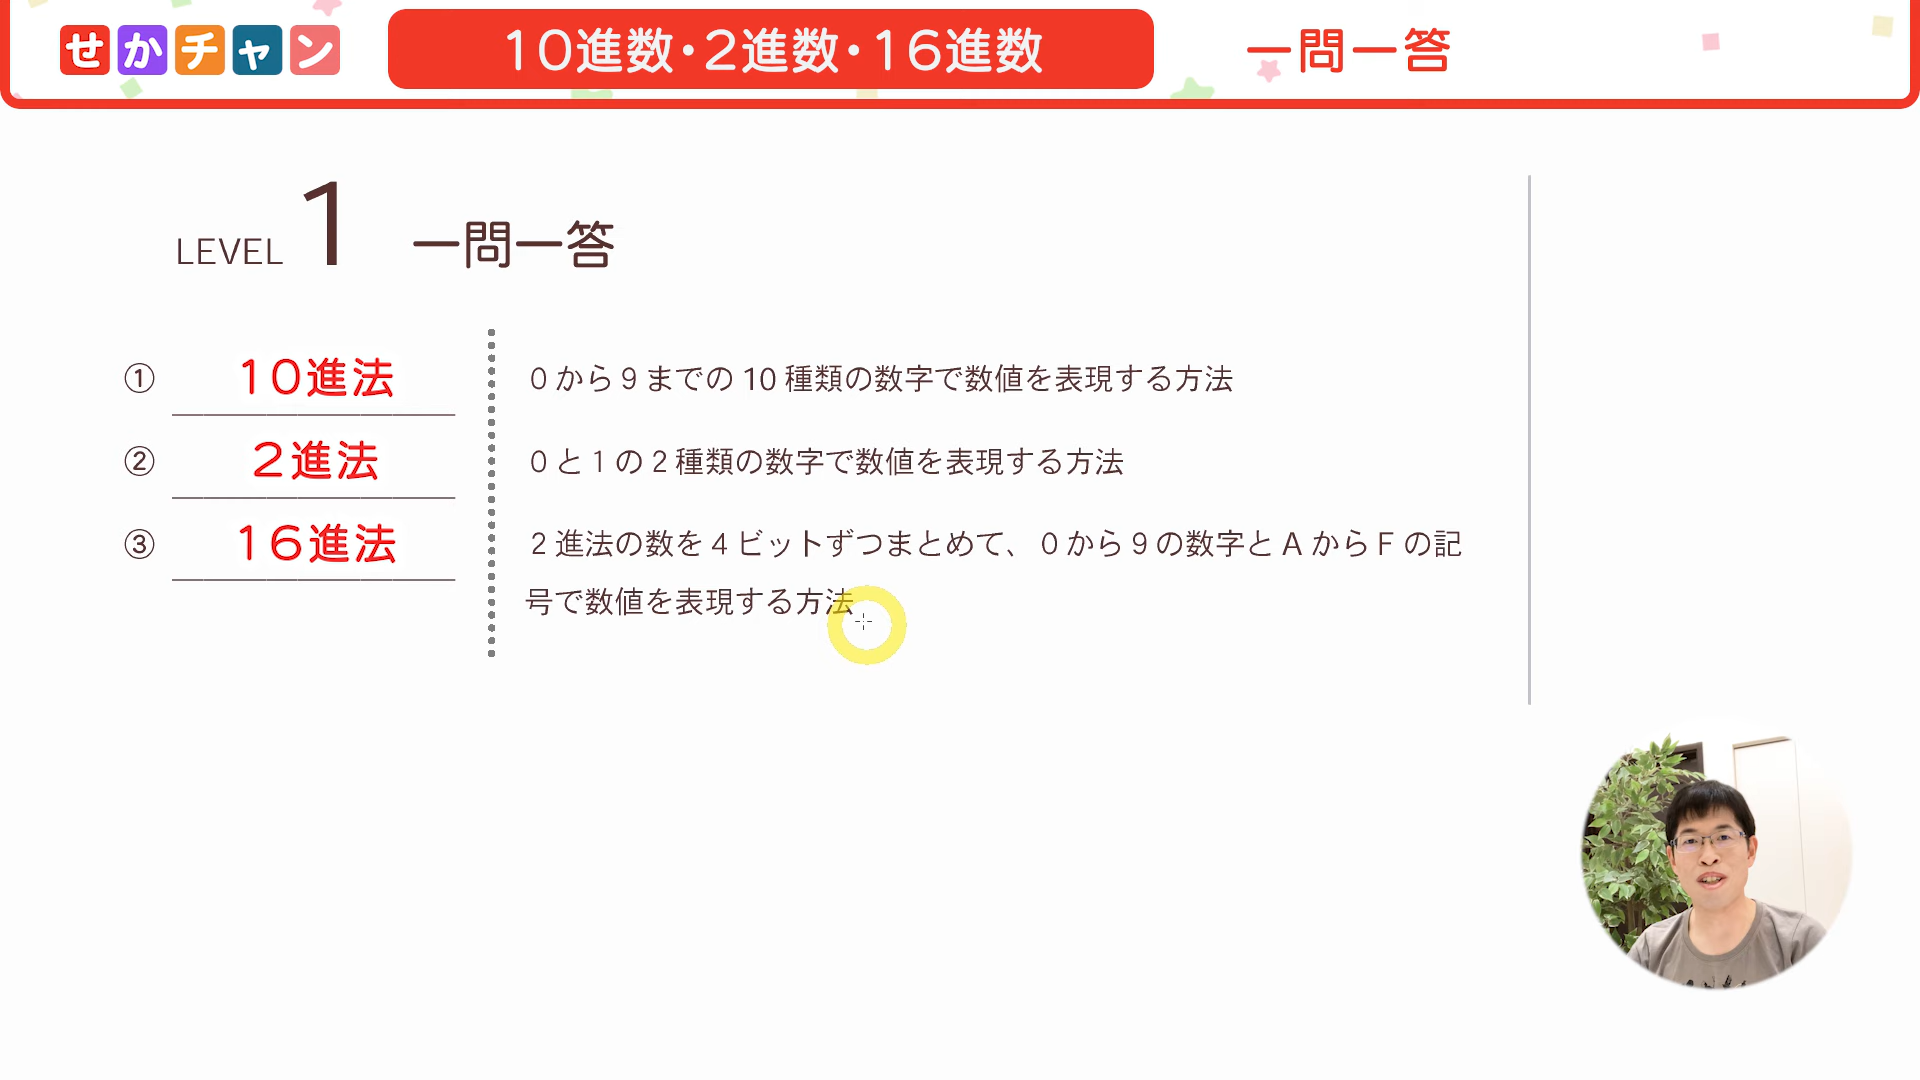 せかチャン
10進数・2進数・16進数
一問一答
LEVEL 1 一問一答
① 10進法 0から9までの10種類の数字で数値を表現する方法
② 2進法 0と1の2種類の数字で数値を表現する方法
③ 16進法 2進法の数を4ビットずつまとめて、0から9の数字とAからFの記
号で数値を表現する方法